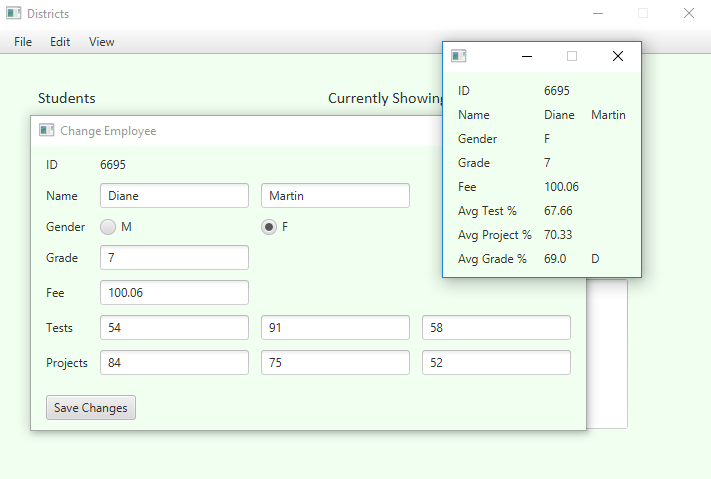 Districts
File Edit View
Students Currently Showing
Change Employee
ID 6695
Name Diane Martin
Gender M F
Grade 7
Fee 100.06
Tests 54 91 58
Projects 84 75 52
Save Changes
ID 6695
Name Diane Martin
Gender F
Grade 7
Fee 100.06
Avg Test % 67.66
Avg Project % 70.33
Avg Grade % 69.0 D